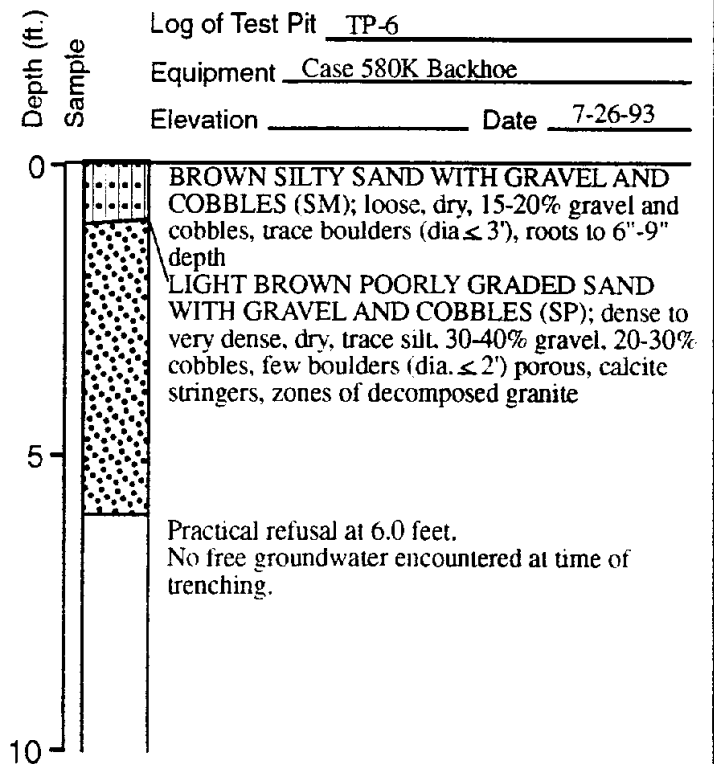 Depth (ft.)
Sample
Log of Test Pit TP-6
Equipment Case 580K Backhoe
Elevation Date 7-26-93
0
BROWN SILTY SAND WITH GRAVEL AND
COBBLES (SM); loose, dry, 15-20% gravel and
cobbles, trace boulders (dia ≤ 3'), roots to 6"-9"
depth
LIGHT BROWN POORLY GRADED SAND
WITH GRAVEL AND COBBLES (SP); dense to
very dense, dry, trace silt, 30-40% gravel, 20-30%
cobbles, few boulders (dia. ≤ 2') porous, calcite
stringers, zones of decomposed granite
5
Practical refusal at 6.0 feet.
No free groundwater encountered at time of
trenching.
10